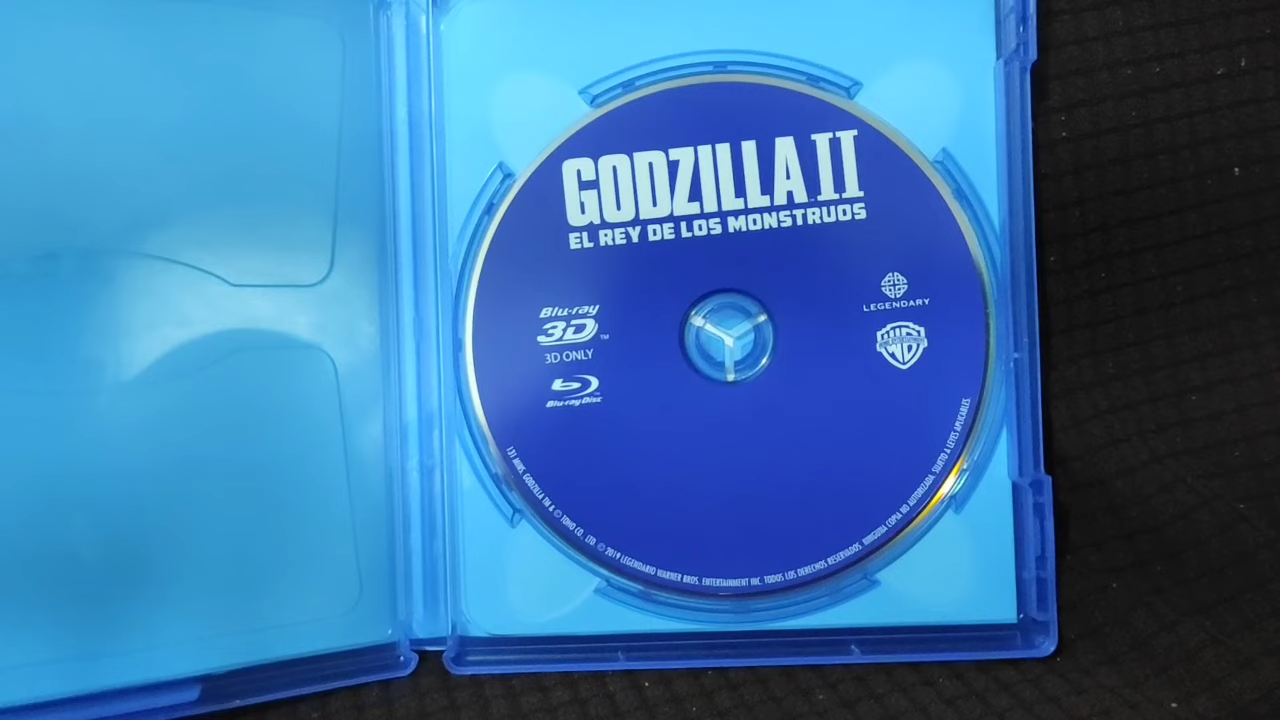 GODZILLA II
EL REY DE LOS MONSTRUOS
Blu-ray
3D™
3D ONLY
Blu-ray Disc
LEGENDARY
WB
131 MINS. GODZILLA TM & © TOHO CO., LTD. © 2019 LEGENDARIO WARNER BROS. ENTERTAINMENT INC. TODOS LOS DERECHOS RESERVADOS. NINGUNA COPIA NO AUTORIZADA. SUJETO A LEYES APLICABLES.